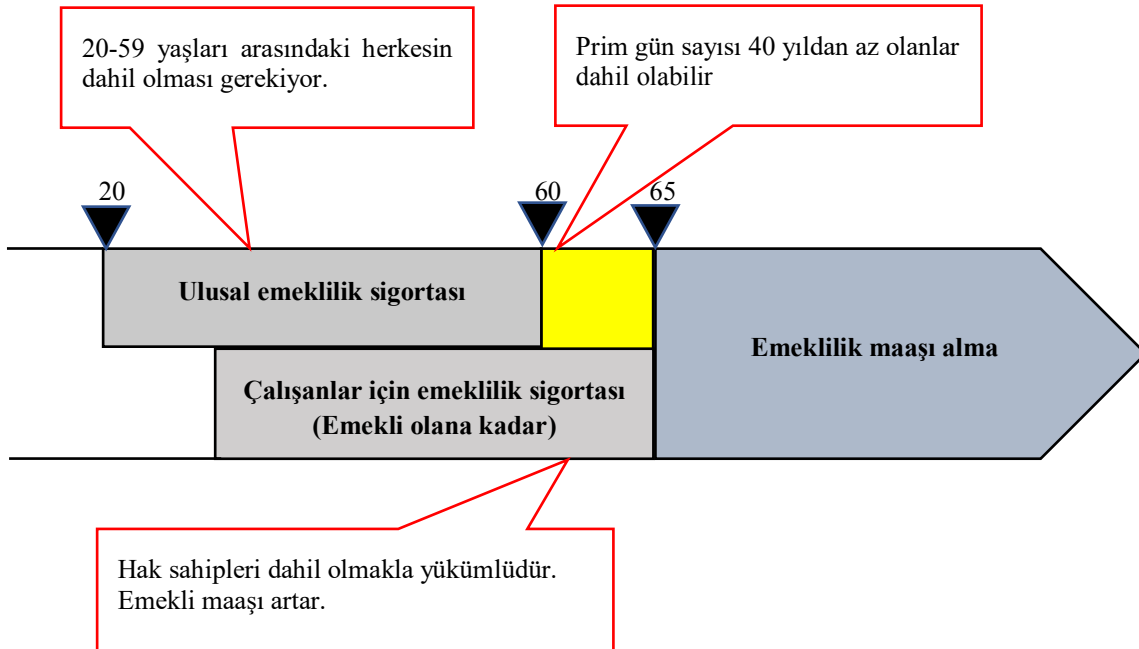 20-59 yaşları arasındaki herkesin
dahil olması gerekiyor.
Prim gün sayısı 40 yıldan az olanlar
dahil olabilir
20
60
65
Ulusal emeklilik sigortası
Emeklilik maaşı alma
Çalışanlar için emeklilik sigortası
(Emekli olana kadar)
Hak sahipleri dahil olmakla yükümlüdür.
Emekli maaşı artar.